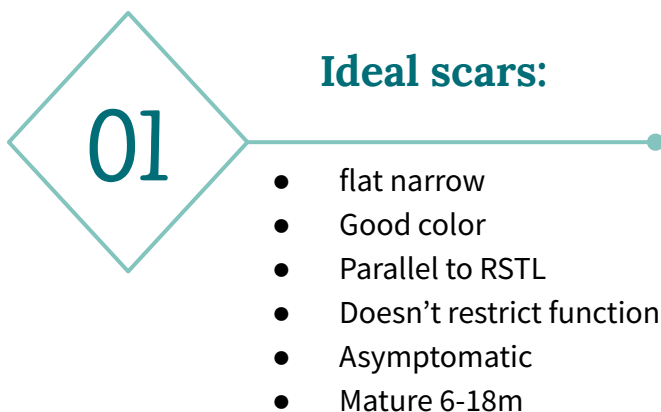 01
Ideal scars:
● flat narrow
● Good color
● Parallel to RSTL
● Doesn’t restrict function
● Asymptomatic
● Mature 6-18m